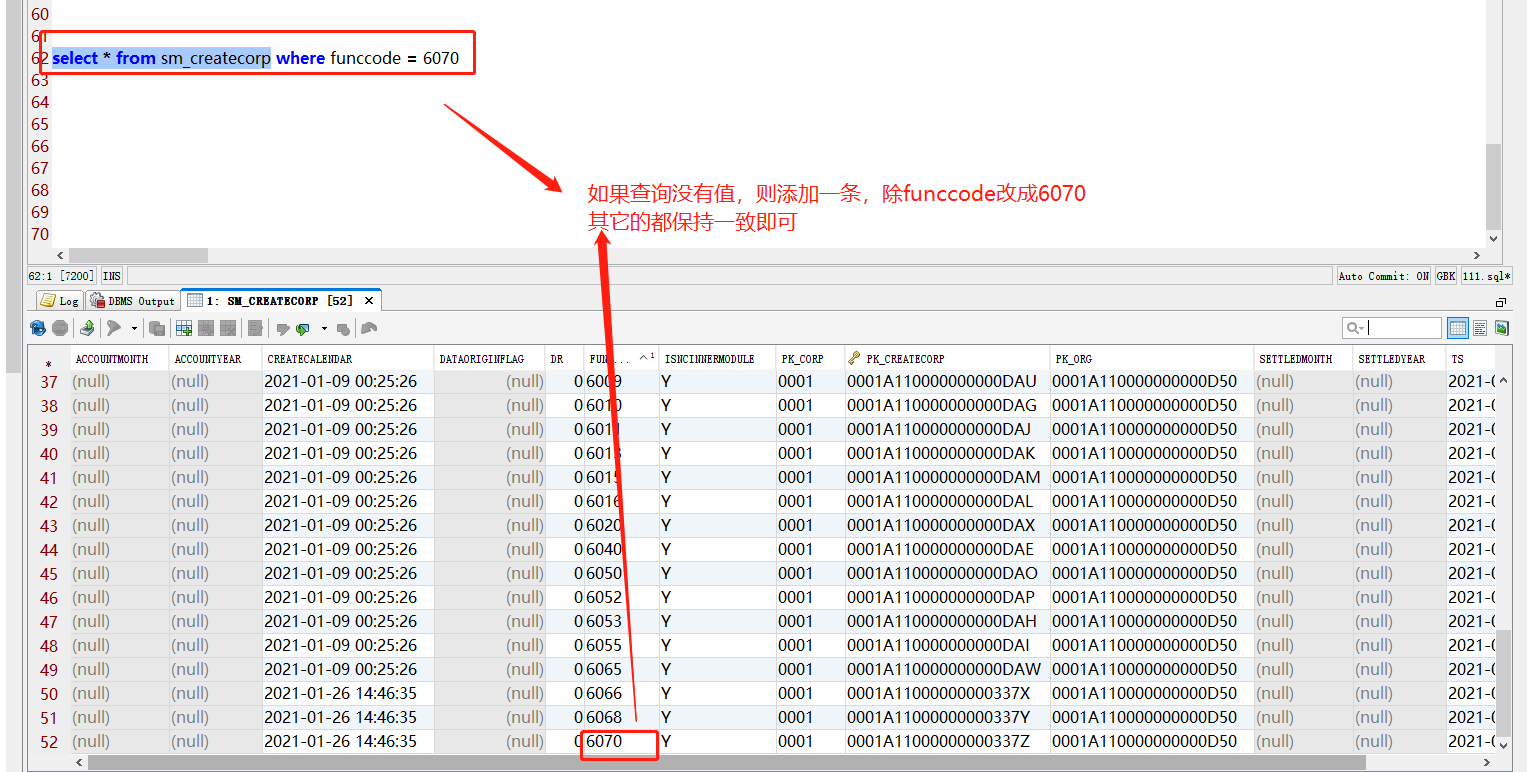 60
61
62 select * from sm_createcorp where funccode = 6070
63
64
65
66
67
68
69
70
如果查询没有值，则添加一条，除funccode改成6070
其它的都保持一致即可
62:1 [7200] INS Auto Commit: ON GBK 111.sql*
Log DBMS Output 1: SM_CREATECORP [52]
* ACCOUNTMONTH ACCOUNTYEAR CREATECALENDAR DATAORIGINFLAG DR FUN... 1 ISNCINNERMODULE PK_CORP PK_CREATECORP PK_ORG SETTLEDMONTH SETTLEDYEAR TS
37 (null) (null) 2021-01-09 00:25:26 (null) 0 6009 Y 0001 0001A110000000000DAU 0001A110000000000D50 (null) (null) 2021-0
38 (null) (null) 2021-01-09 00:25:26 (null) 0 6010 Y 0001 0001A110000000000DAG 0001A110000000000D50 (null) (null) 2021-0
39 (null) (null) 2021-01-09 00:25:26 (null) 0 6011 Y 0001 0001A110000000000DAJ 0001A110000000000D50 (null) (null) 2021-0
40 (null) (null) 2021-01-09 00:25:26 (null) 0 6013 Y 0001 0001A110000000000DAK 0001A110000000000D50 (null) (null) 2021-0
41 (null) (null) 2021-01-09 00:25:26 (null) 0 6015 Y 0001 0001A110000000000DAM 0001A110000000000D50 (null) (null) 2021-0
42 (null) (null) 2021-01-09 00:25:26 (null) 0 6016 Y 0001 0001A110000000000DAL 0001A110000000000D50 (null) (null) 2021-0
43 (null) (null) 2021-01-09 00:25:26 (null) 0 6020 Y 0001 0001A110000000000DAX 0001A110000000000D50 (null) (null) 2021-0
44 (null) (null) 2021-01-09 00:25:26 (null) 0 6040 Y 0001 0001A110000000000DAE 0001A110000000000D50 (null) (null) 2021-0
45 (null) (null) 2021-01-09 00:25:26 (null) 0 6050 Y 0001 0001A110000000000DAO 0001A110000000000D50 (null) (null) 2021-0
46 (null) (null) 2021-01-09 00:25:26 (null) 0 6052 Y 0001 0001A110000000000DAP 0001A110000000000D50 (null) (null) 2021-0
47 (null) (null) 2021-01-09 00:25:26 (null) 0 6053 Y 0001 0001A110000000000DAH 0001A110000000000D50 (null) (null) 2021-0
48 (null) (null) 2021-01-09 00:25:26 (null) 0 6055 Y 0001 0001A110000000000DAI 0001A110000000000D50 (null) (null) 2021-0
49 (null) (null) 2021-01-09 00:25:26 (null) 0 6065 Y 0001 0001A110000000000DAW 0001A110000000000D50 (null) (null) 2021-0
50 (null) (null) 2021-01-26 14:46:35 (null) 0 6066 Y 0001 0001A11000000000337X 0001A110000000000D50 (null) (null) 2021-0
51 (null) (null) 2021-01-26 14:46:35 (null) 0 6068 Y 0001 0001A11000000000337Y 0001A110000000000D50 (null) (null) 2021-0
52 (null) (null) 2021-01-26 14:46:35 (null) 0 6070 Y 0001 0001A11000000000337Z 0001A110000000000D50 (null) (null) 2021-0